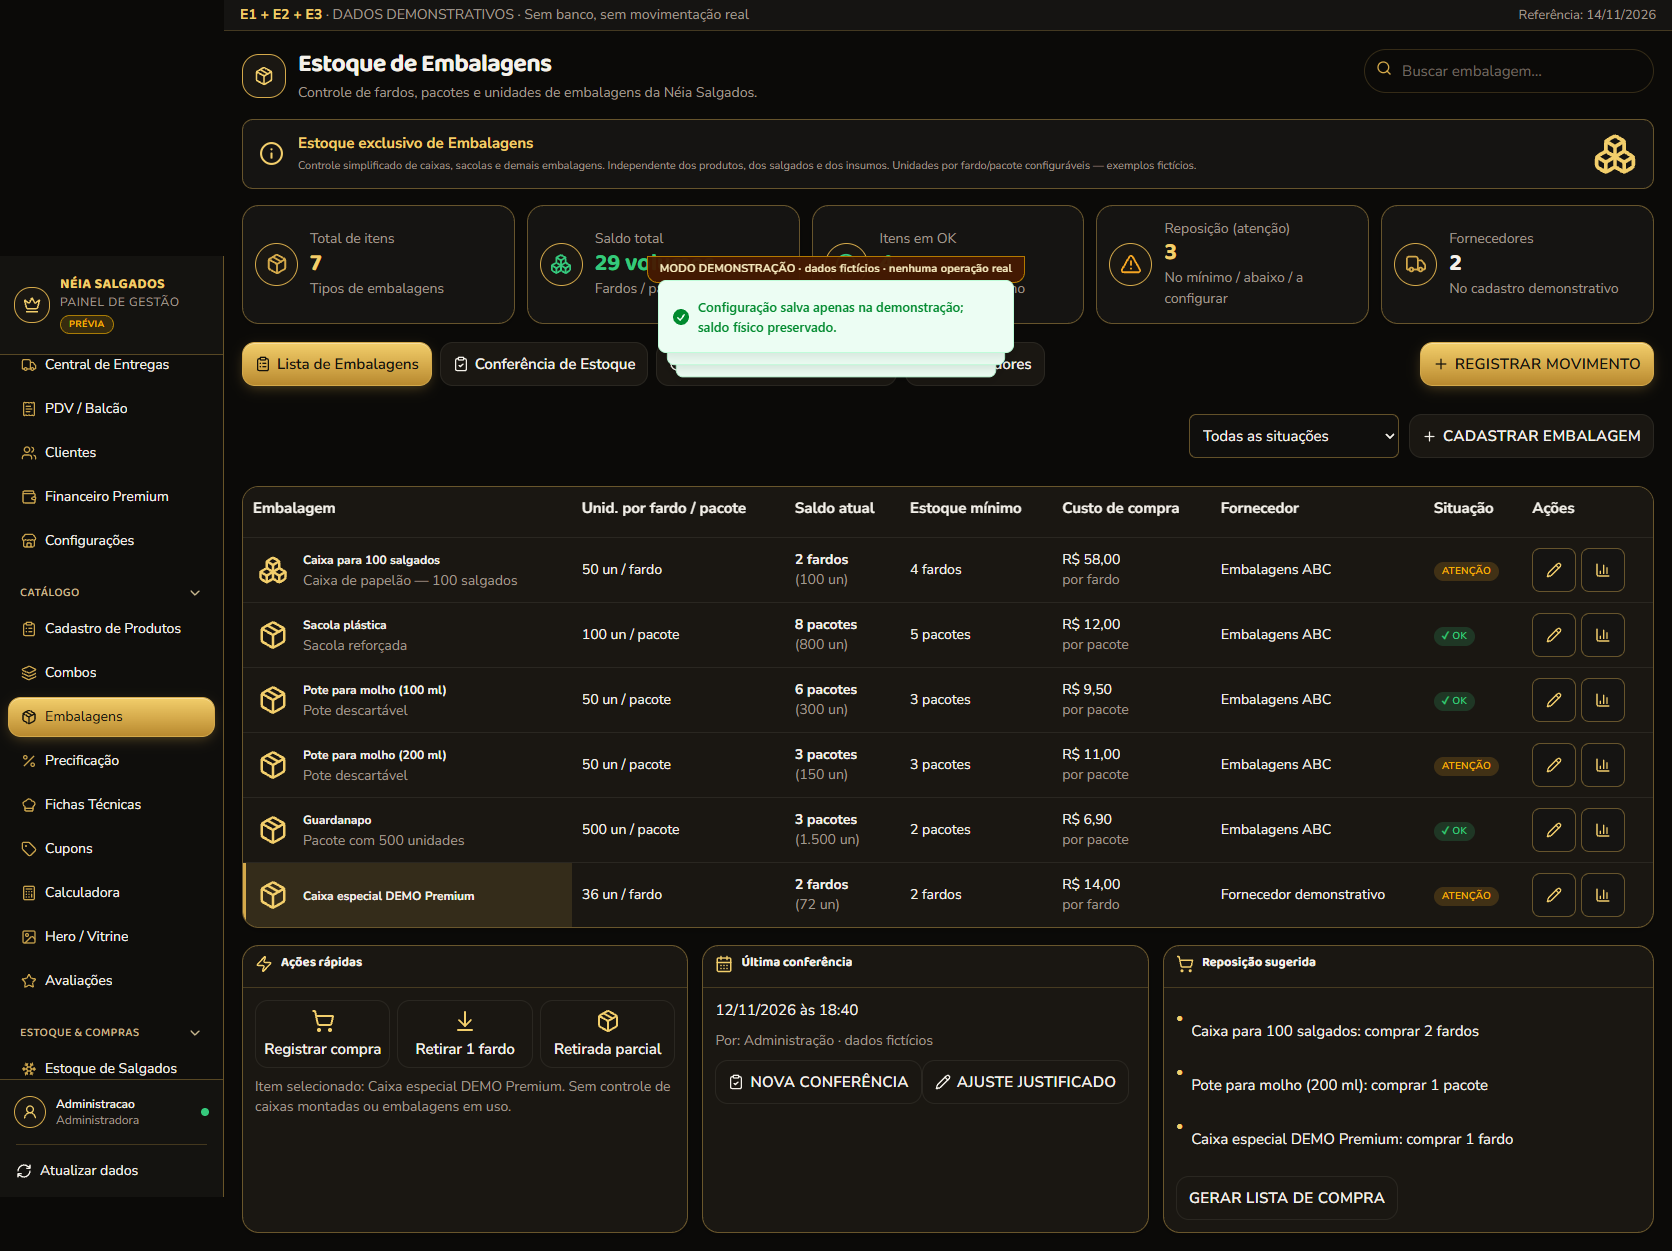 E1 + E2 + E3 · DADOS DEMONSTRATIVOS · Sem banco, sem movimentação real
Referência: 14/11/2026
Estoque de Embalagens
Controle de fardos, pacotes e unidades de embalagens da Néia Salgados.
Buscar embalagem...
Estoque exclusivo de Embalagens
Controle simplificado de caixas, sacolas e demais embalagens. Independente dos produtos, dos salgados e dos insumos. Unidades por fardo/pacote configuráveis — exemplos fictícios.
Total de itens
7
Tipos de embalagens
Saldo total
29
Fardos /
Itens em OK
Reposição (atenção)
3
No mínimo / abaixo / a
configurar
Fornecedores
2
No cadastro demonstrativo
MODO DEMONSTRAÇÃO · dados fictícios · nenhuma operação real
Configuração salva apenas na demonstração;
saldo físico preservado.
NÉIA SALGADOS
PAINEL DE GESTÃO
PRÉVIA
Central de Entregas
PDV / Balcão
Clientes
Financeiro Premium
Configurações
CATÁLOGO
Cadastro de Produtos
Combos
Embalagens
Precificação
Fichas Técnicas
Cupons
Calculadora
Hero / Vitrine
Avaliações
ESTOQUE & COMPRAS
Estoque de Salgados
Administracao
Administradora
Atualizar dados
Lista de Embalagens
Conferência de Estoque
REGISTRAR MOVIMENTO
Todas as situações
CADASTRAR EMBALAGEM
Embalagem Unid. por fardo / pacote Saldo atual Estoque mínimo Custo de compra Fornecedor Situação Ações
Caixa para 100 salgados
Caixa de papelão — 100 salgados
50 un / fardo
2 fardos
(100 un)
4 fardos
R$ 58,00
por fardo
Embalagens ABC
ATENÇÃO
Sacola plástica
Sacola reforçada
100 un / pacote
8 pacotes
(800 un)
5 pacotes
R$ 12,00
por pacote
Embalagens ABC
✓ OK
Pote para molho (100 ml)
Pote descartável
50 un / pacote
6 pacotes
(300 un)
3 pacotes
R$ 9,50
por pacote
Embalagens ABC
✓ OK
Pote para molho (200 ml)
Pote descartável
50 un / pacote
3 pacotes
(150 un)
3 pacotes
R$ 11,00
por pacote
Embalagens ABC
ATENÇÃO
Guardanapo
Pacote com 500 unidades
500 un / pacote
3 pacotes
(1.500 un)
2 pacotes
R$ 6,90
por pacote
Embalagens ABC
✓ OK
Caixa especial DEMO Premium
36 un / fardo
2 fardos
(72 un)
2 fardos
R$ 14,00
por fardo
Fornecedor demonstrativo
ATENÇÃO
Ações rápidas
Registrar compra
Retirar 1 fardo
Retirada parcial
Item selecionado: Caixa especial DEMO Premium. Sem controle de
caixas montadas ou embalagens em uso.
Última conferência
12/11/2026 às 18:40
Por: Administração · dados fictícios
NOVA CONFERÊNCIA
AJUSTE JUSTIFICADO
Reposição sugerida
Caixa para 100 salgados: comprar 2 fardos
Pote para molho (200 ml): comprar 1 pacote
Caixa especial DEMO Premium: comprar 1 fardo
GERAR LISTA DE COMPRA